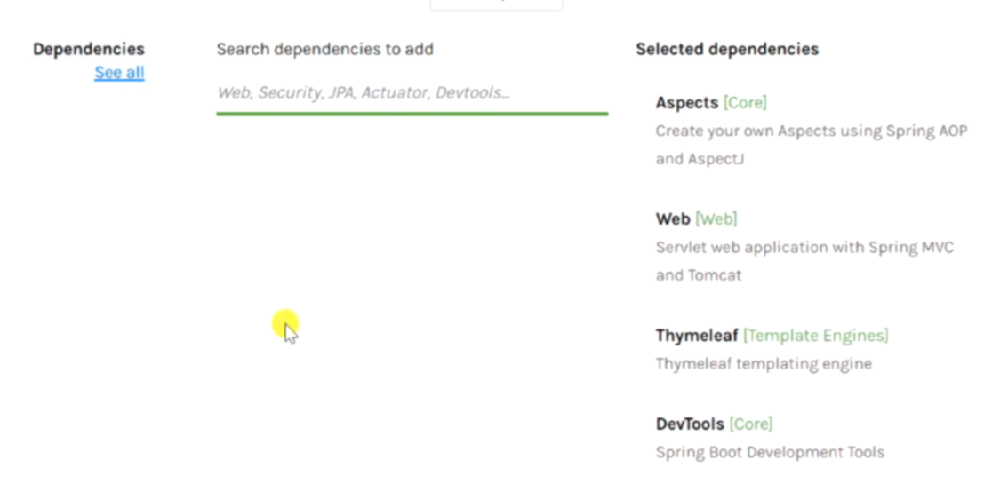 Dependencies
See all
Search dependencies to add
Web, Security, JPA, Actuator, Devtools...
Selected dependencies
Aspects [Core]
Create your own Aspects using Spring AOP
and AspectJ
Web [Web]
Servlet web application with Spring MVC
and Tomcat
Thymeleaf [Template Engines]
Thymeleaf templating engine
DevTools [Core]
Spring Boot Development Tools